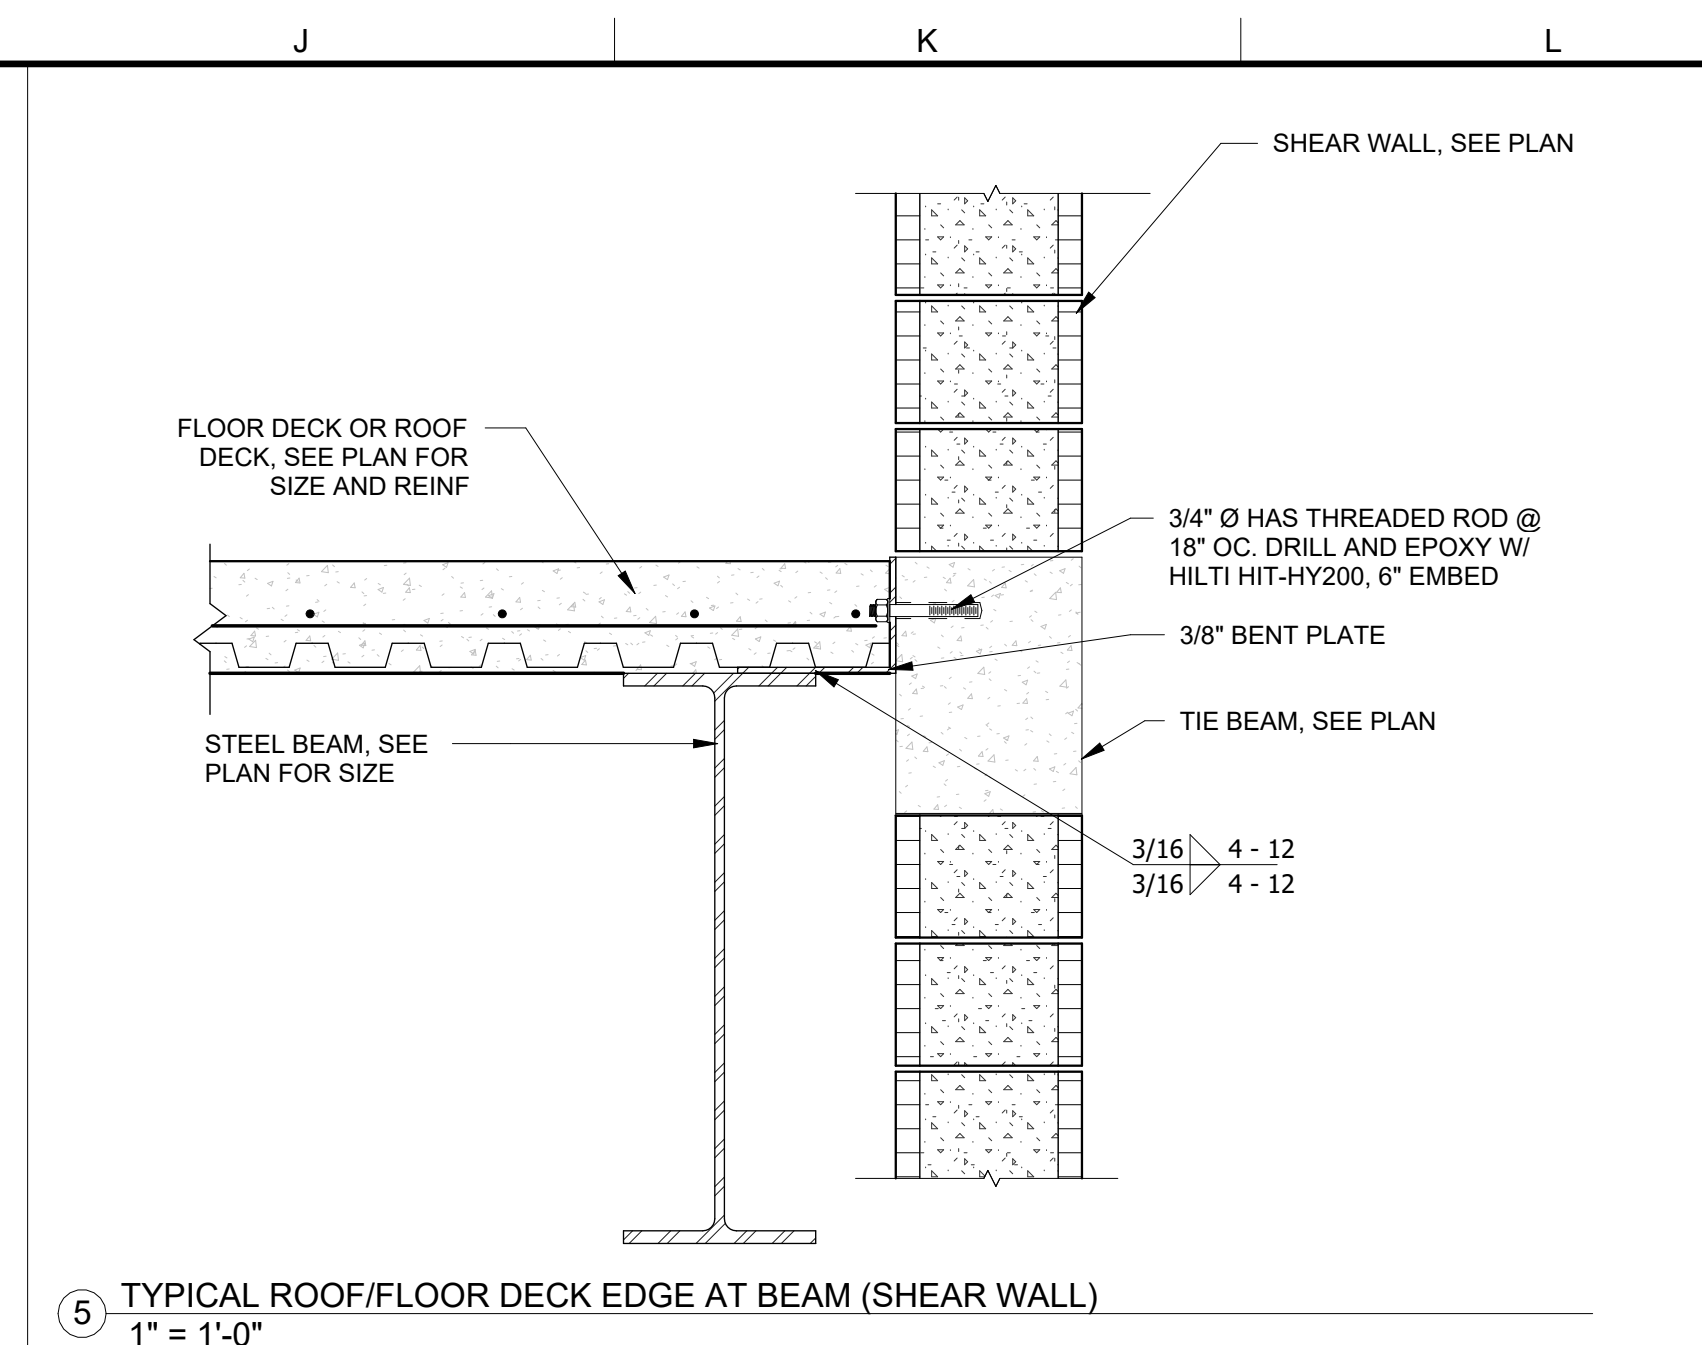 J
K
L
SHEAR WALL, SEE PLAN
FLOOR DECK OR ROOF
DECK, SEE PLAN FOR
SIZE AND REINF
3/4" Ø HAS THREADED ROD @
18" OC. DRILL AND EPOXY W/
HILTI HIT-HY200, 6" EMBED
3/8" BENT PLATE
TIE BEAM, SEE PLAN
STEEL BEAM, SEE
PLAN FOR SIZE
3/16 4 - 12
3/16 4 - 12
5
TYPICAL ROOF/FLOOR DECK EDGE AT BEAM (SHEAR WALL)
1" = 1'-0"